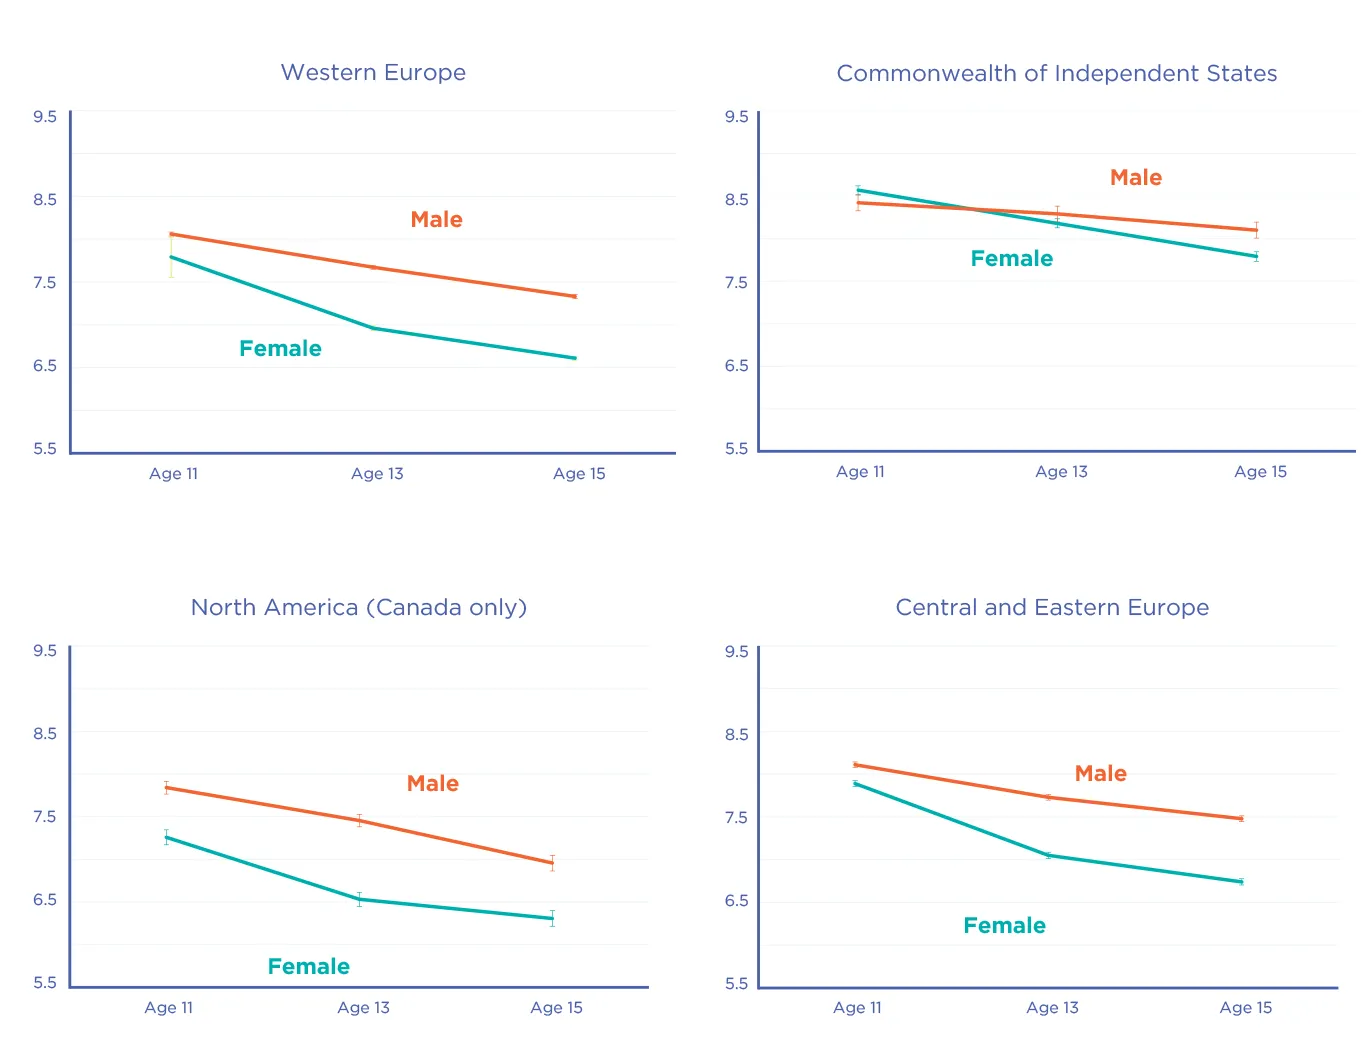 Western Europe
9.5
8.5
7.5
6.5
5.5
Male
Female
Age 11 Age 13 Age 15
Commonwealth of Independent States
9.5
8.5
7.5
6.5
5.5
Male
Female
Age 11 Age 13 Age 15
North America (Canada only)
9.5
8.5
7.5
6.5
5.5
Male
Female
Age 11 Age 13 Age 15
Central and Eastern Europe
9.5
8.5
7.5
6.5
5.5
Male
Female
Age 11 Age 13 Age 15